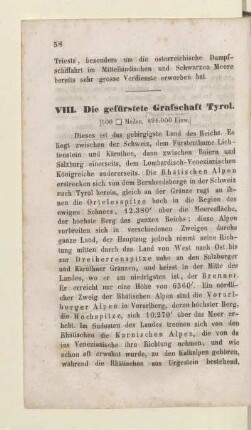 58
Triests, besonders um die österreichische Dampf-
schiffahrt im Mittelländischen und Schwarzen Meere
bereits sehr grosse Verdienste erworben hat.
VIII. Die gefürstete Grafschaft Tyrol.
[500 □ Meilen, 828.000 Einw.]
Dieses ist das gebirgigste Land des Reichs. Es
liegt zwischen der Schweiz, dem Fürstenthume Lich-
tenstein und Kärnthen, dann zwischen Baiern und
Salzburg einerseits, dem Lombardisch-Venezianischen
Königreiche andererseits. Die Rhätischen Alpen
erstrecken sich von dem Bernhardsberge in der Schweiz
nach Tyrol herein, gleich an der Gränze ragt an ih-
nen die Ortelesspitze hoch in die Region des
ewigen Schnees, 12.380' über die Meeresfläche,
der höchste Berg des ganzen Reichs; diese Alpen
verbreiten sich in verschiedenen Zweigen durchs
ganze Land, der Hauptzug jedoch nimmt seine Rich-
tung mitten durch das Land von West nach Ost bis
zur Dreiherrenspitze nahe an den Salzburger
und Kärnthner Gränzen, und heisst in der Mitte des
Landes, wo er am niedrigsten ist, der Brenner.
Er erreicht nur eine Höhe von 6360'. Ein nörd-
licher Zweig der Rhätischen Alpen sind die Vorarl-
berger Alpen in Vorarlberg, deren höchster Berg,
die Hochspitze, sich 10.270' über das Meer er-
hebt. Im Südosten des Landes trennen sich von den
Rhätischen die Karnischen Alpen, die von da
ins Venezianische ihre Richtung nehmen, und wie
schon oft erwähnt wurde, zu den Kalkalpen gehören,
während die Rhätischen aus Urgestein bestehend,